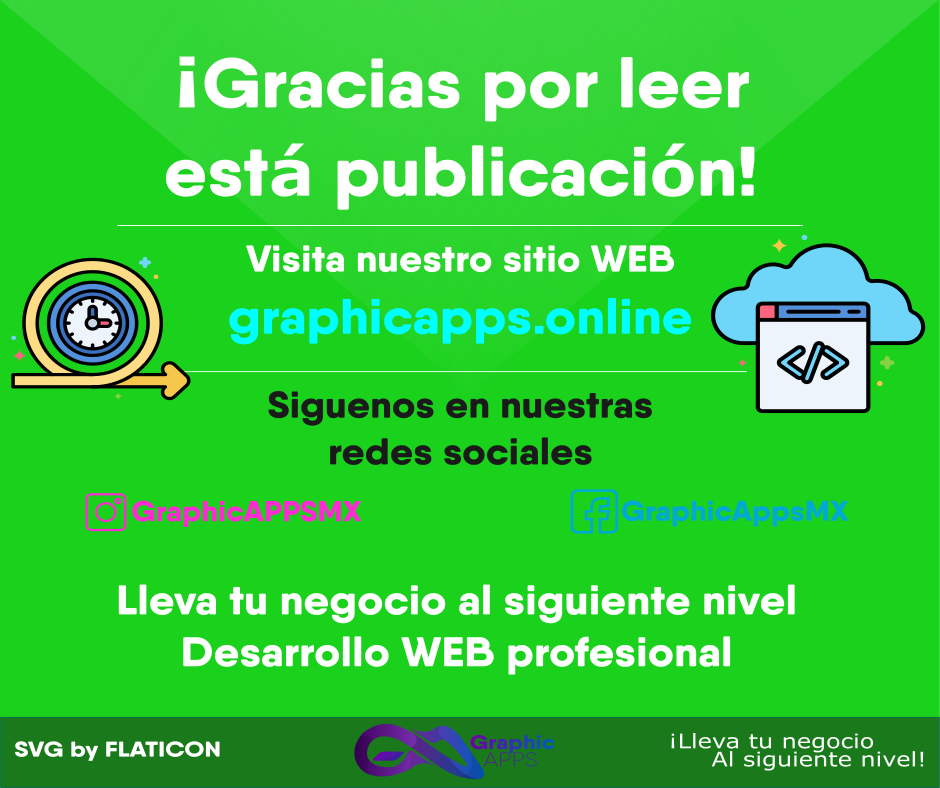 ¡Gracias por leer
está publicación!
Visita nuestro sitio WEB
graphicapps.online
Siguenos en nuestras
redes sociales
GraphicAPPSMX
GraphicAppsMX
Lleva tu negocio al siguiente nivel
Desarrollo WEB profesional
SVG by FLATICON
Graphic
APPS
¡Lleva tu negocio
Al siguiente nivel!